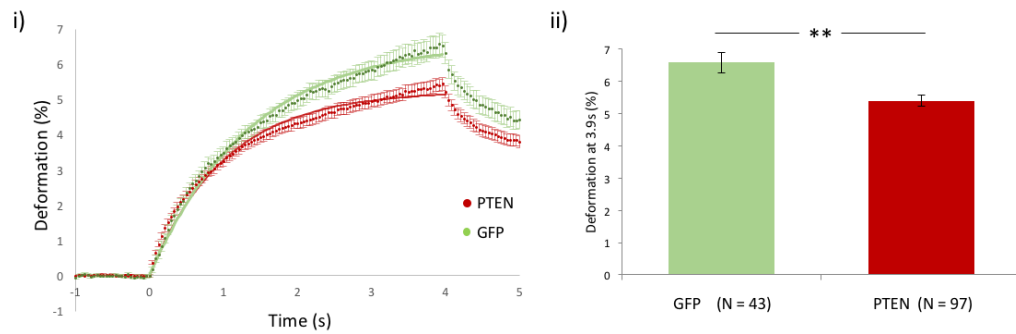 i)
Deformation (%)
7
6
5
4
3
2
1
0
-1
-1 0 1 2 3 4 5
Time (s)
PTEN
GFP
ii)
**
Deformation at 3.9s (%)
7
6
5
4
3
2
1
0
GFP (N = 43) PTEN (N = 97)